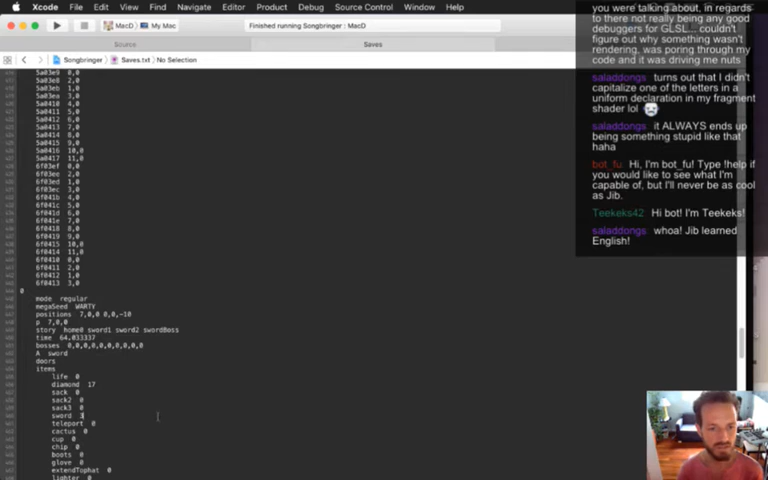 Xcode File Edit View Find Navigate Editor Product Debug Source Control Window Help
MacD My Mac
Finished running Songbringer : MacD
Source
Saves
Songbringer Saves.txt No Selection
5a03e9 0,0
5a03e8 2,0
5a03eb 1,0
5a03ea 3,0
5a0410 4,0
5a0411 5,0
5a0412 6,0
5a0413 7,0
5a0414 8,0
5a0415 9,0
5a0416 10,0
5a0417 11,0
6f03ef 0,0
6f03ee 2,0
6f03ed 1,0
6f03ec 3,0
6f041b 4,0
6f041c 5,0
6f041d 6,0
6f041e 7,0
6f0418 8,0
6f0419 9,0
6f0415 10,0
6f0414 11,0
6f0410 0,0
6f0411 2,0
6f0412 1,0
6f0413 3,0
0
mode regular
megaSeed WARTY
positions 7,0,0 0,0,-10
p 7,0,0
story home0 sword1 sword2 swordBoss
time 64.033337
bosses 0,0,0,0,0,0,0,0,0,0
A sword
doors
items
life 0
diamond 17
sack 0
sack2 0
sack3 0
sword 3
teleport 0
cactus 0
cup 0
chip 0
boots 0
glove 0
extendTophat 0
lighter 0
you were talking about, in regards
to there not really being any good
debuggers for GLSL... couldn't
figure out why something wasn't
rendering, was poring through my
code and it was driving me nuts
saladdongs turns out that I didn't
capitalize one of the letters in a
uniform declaration in my fragment
shader lol
saladdongs it ALWAYS ends up
being something stupid like that
haha
bot_fu Hi, I'm bot_fu! Type !help if
you would like to see what I'm
capable of, but I'll never be as cool
as Jib.
Teekeks42 Hi bot! I'm Teekeks!
saladdongs whoa! Jib learned
English!